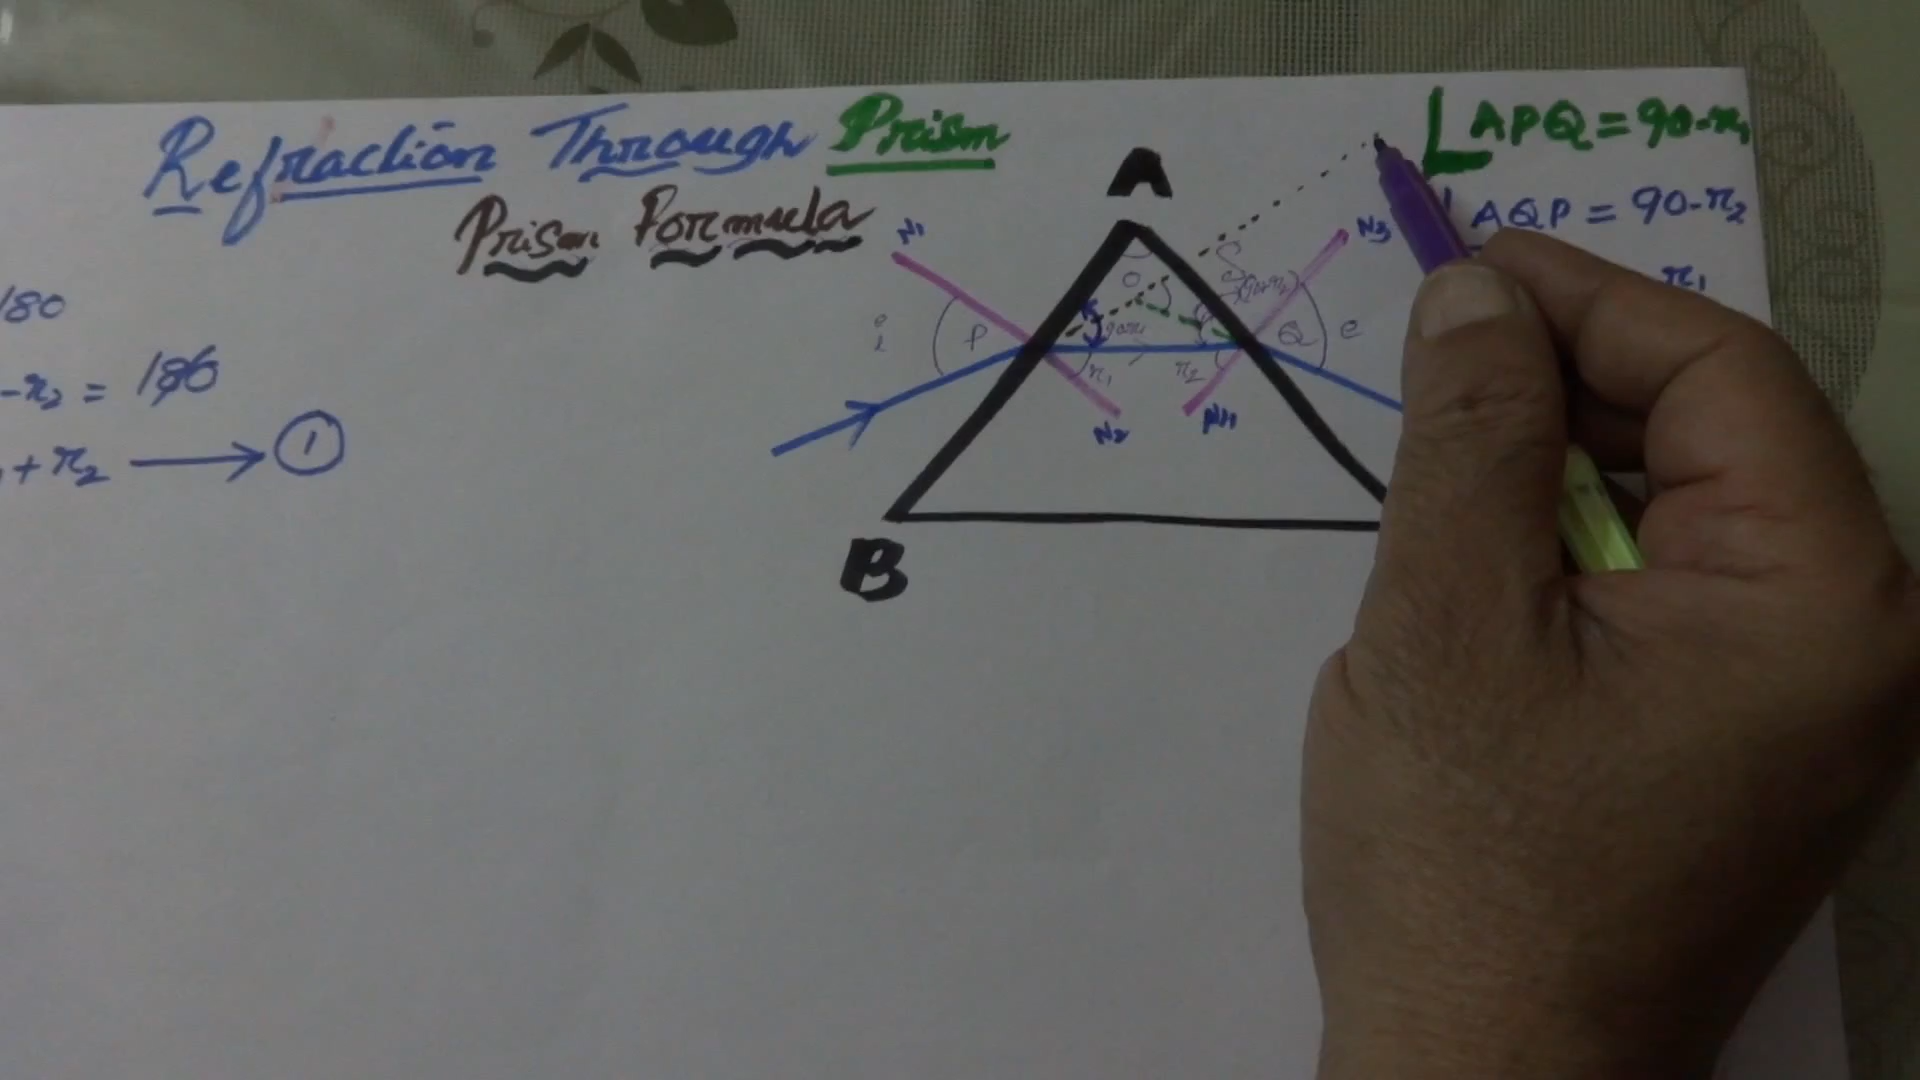 Refraction Through Prism
Prism Formula
∟APQ = 90-r₁
AQP = 90-r₂
r₁
180
-r₂ = 180
+ r₂ → ①
A
N1
N3
δ
O
i
P
Q
e
r₁
r₂
N2
B